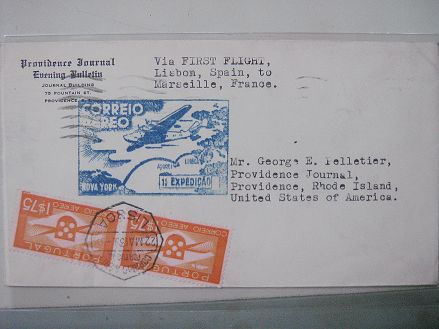 Providence Journal
Evening Bulletin
JOURNAL BUILDING
75 FOUNTAIN ST.
PROVIDENCE
Via FIRST FLIGHT,
Lisbon, Spain, to
Marseille, France.
CORREIO
AEREO
AÇORES
LISBOA
NOVA YORK
1ª EXPEDIÇÃO
Mr. George E. Pelletier,
Providence Journal,
Providence, Rhode Island,
United States of America.
1$75
CORREIO AEREO
PORTUGAL
1$75
CORREIO AEREO
PORTUGAL